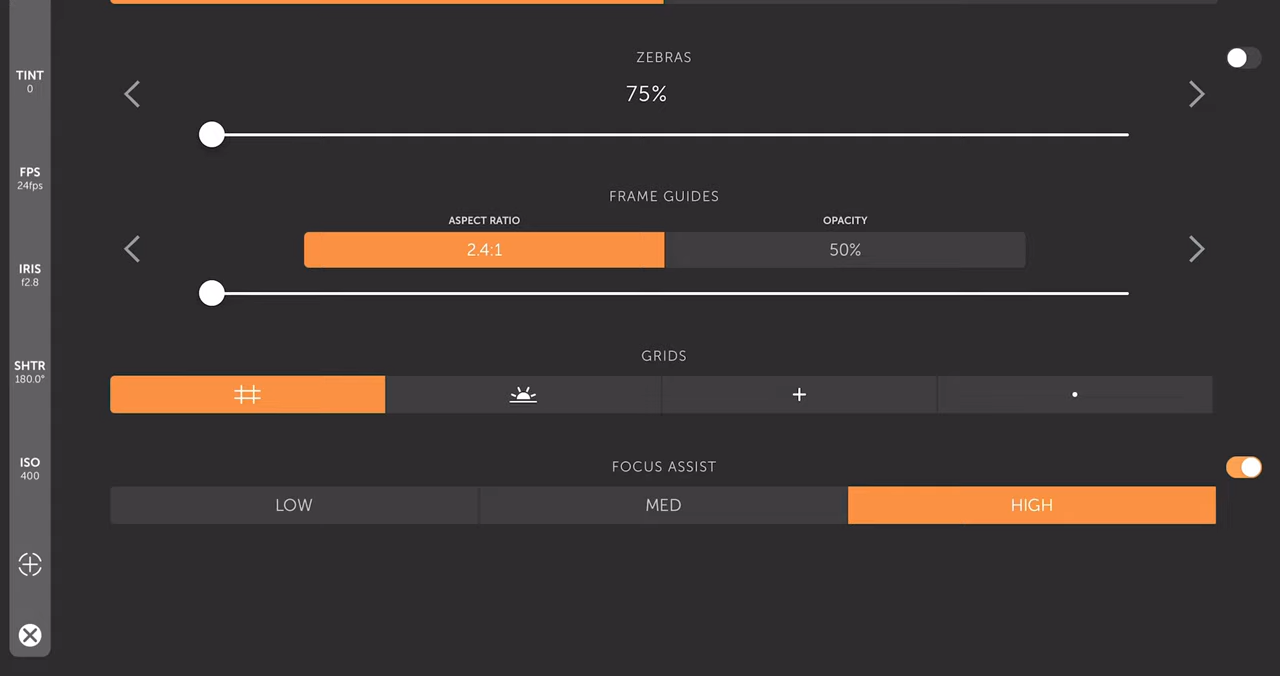 TINT
0
FPS
24fps
IRIS
f2.8
SHTR
180.0°
ISO
400
ZEBRAS
75%
FRAME GUIDES
ASPECT RATIO OPACITY
2.4:1 50%
GRIDS
FOCUS ASSIST
LOW MED HIGH